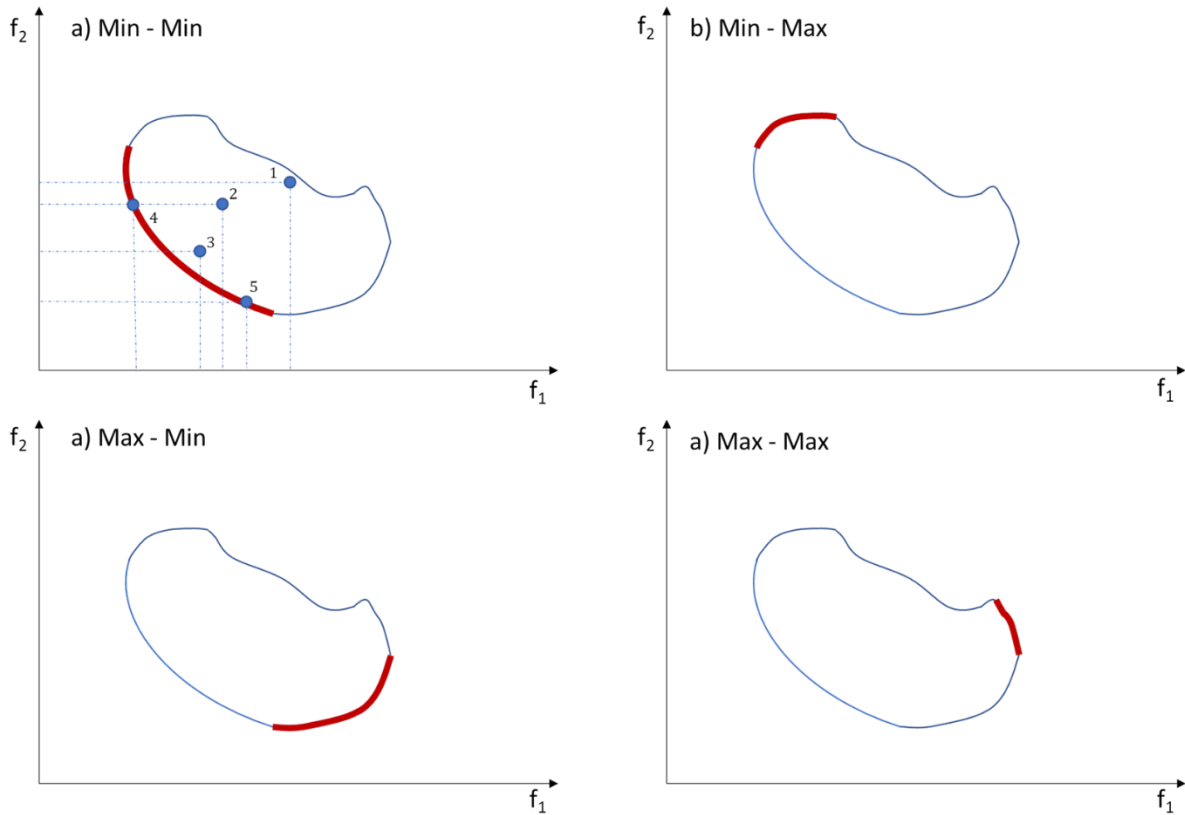 f₂
a) Min - Min
1
2
4
3
5
f₁
f₂
b) Min - Max
f₁
f₂
a) Max - Min
f₁
f₂
a) Max - Max
f₁